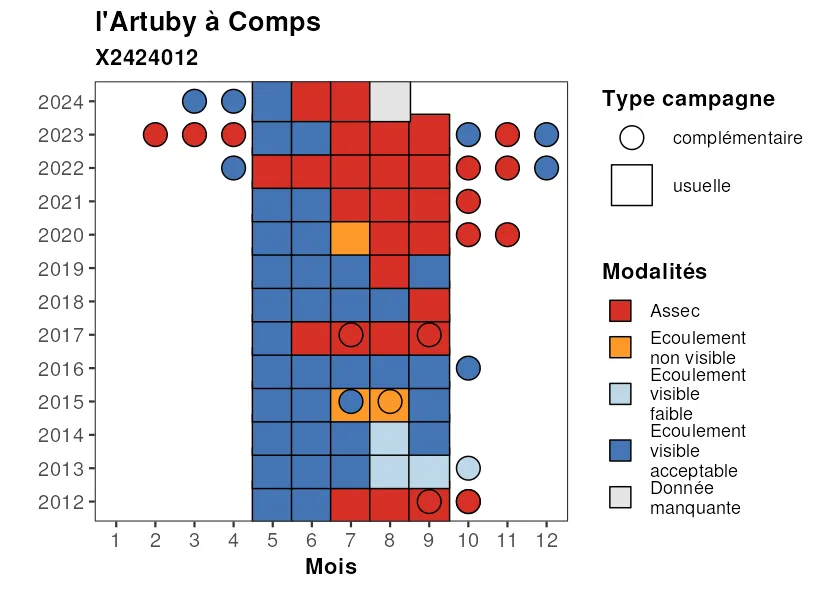 l'Artuby à Comps
X2424012
2024
2023
2022
2021
2020
2019
2018
2017
2016
2015
2014
2013
2012
1 2 3 4 5 6 7 8 9 10 11 12
Mois
Type campagne
complémentaire
usuelle
Modalités
Assec
Ecoulement
non visible
Ecoulement
visible
faible
Ecoulement
visible
acceptable
Donnée
manquante